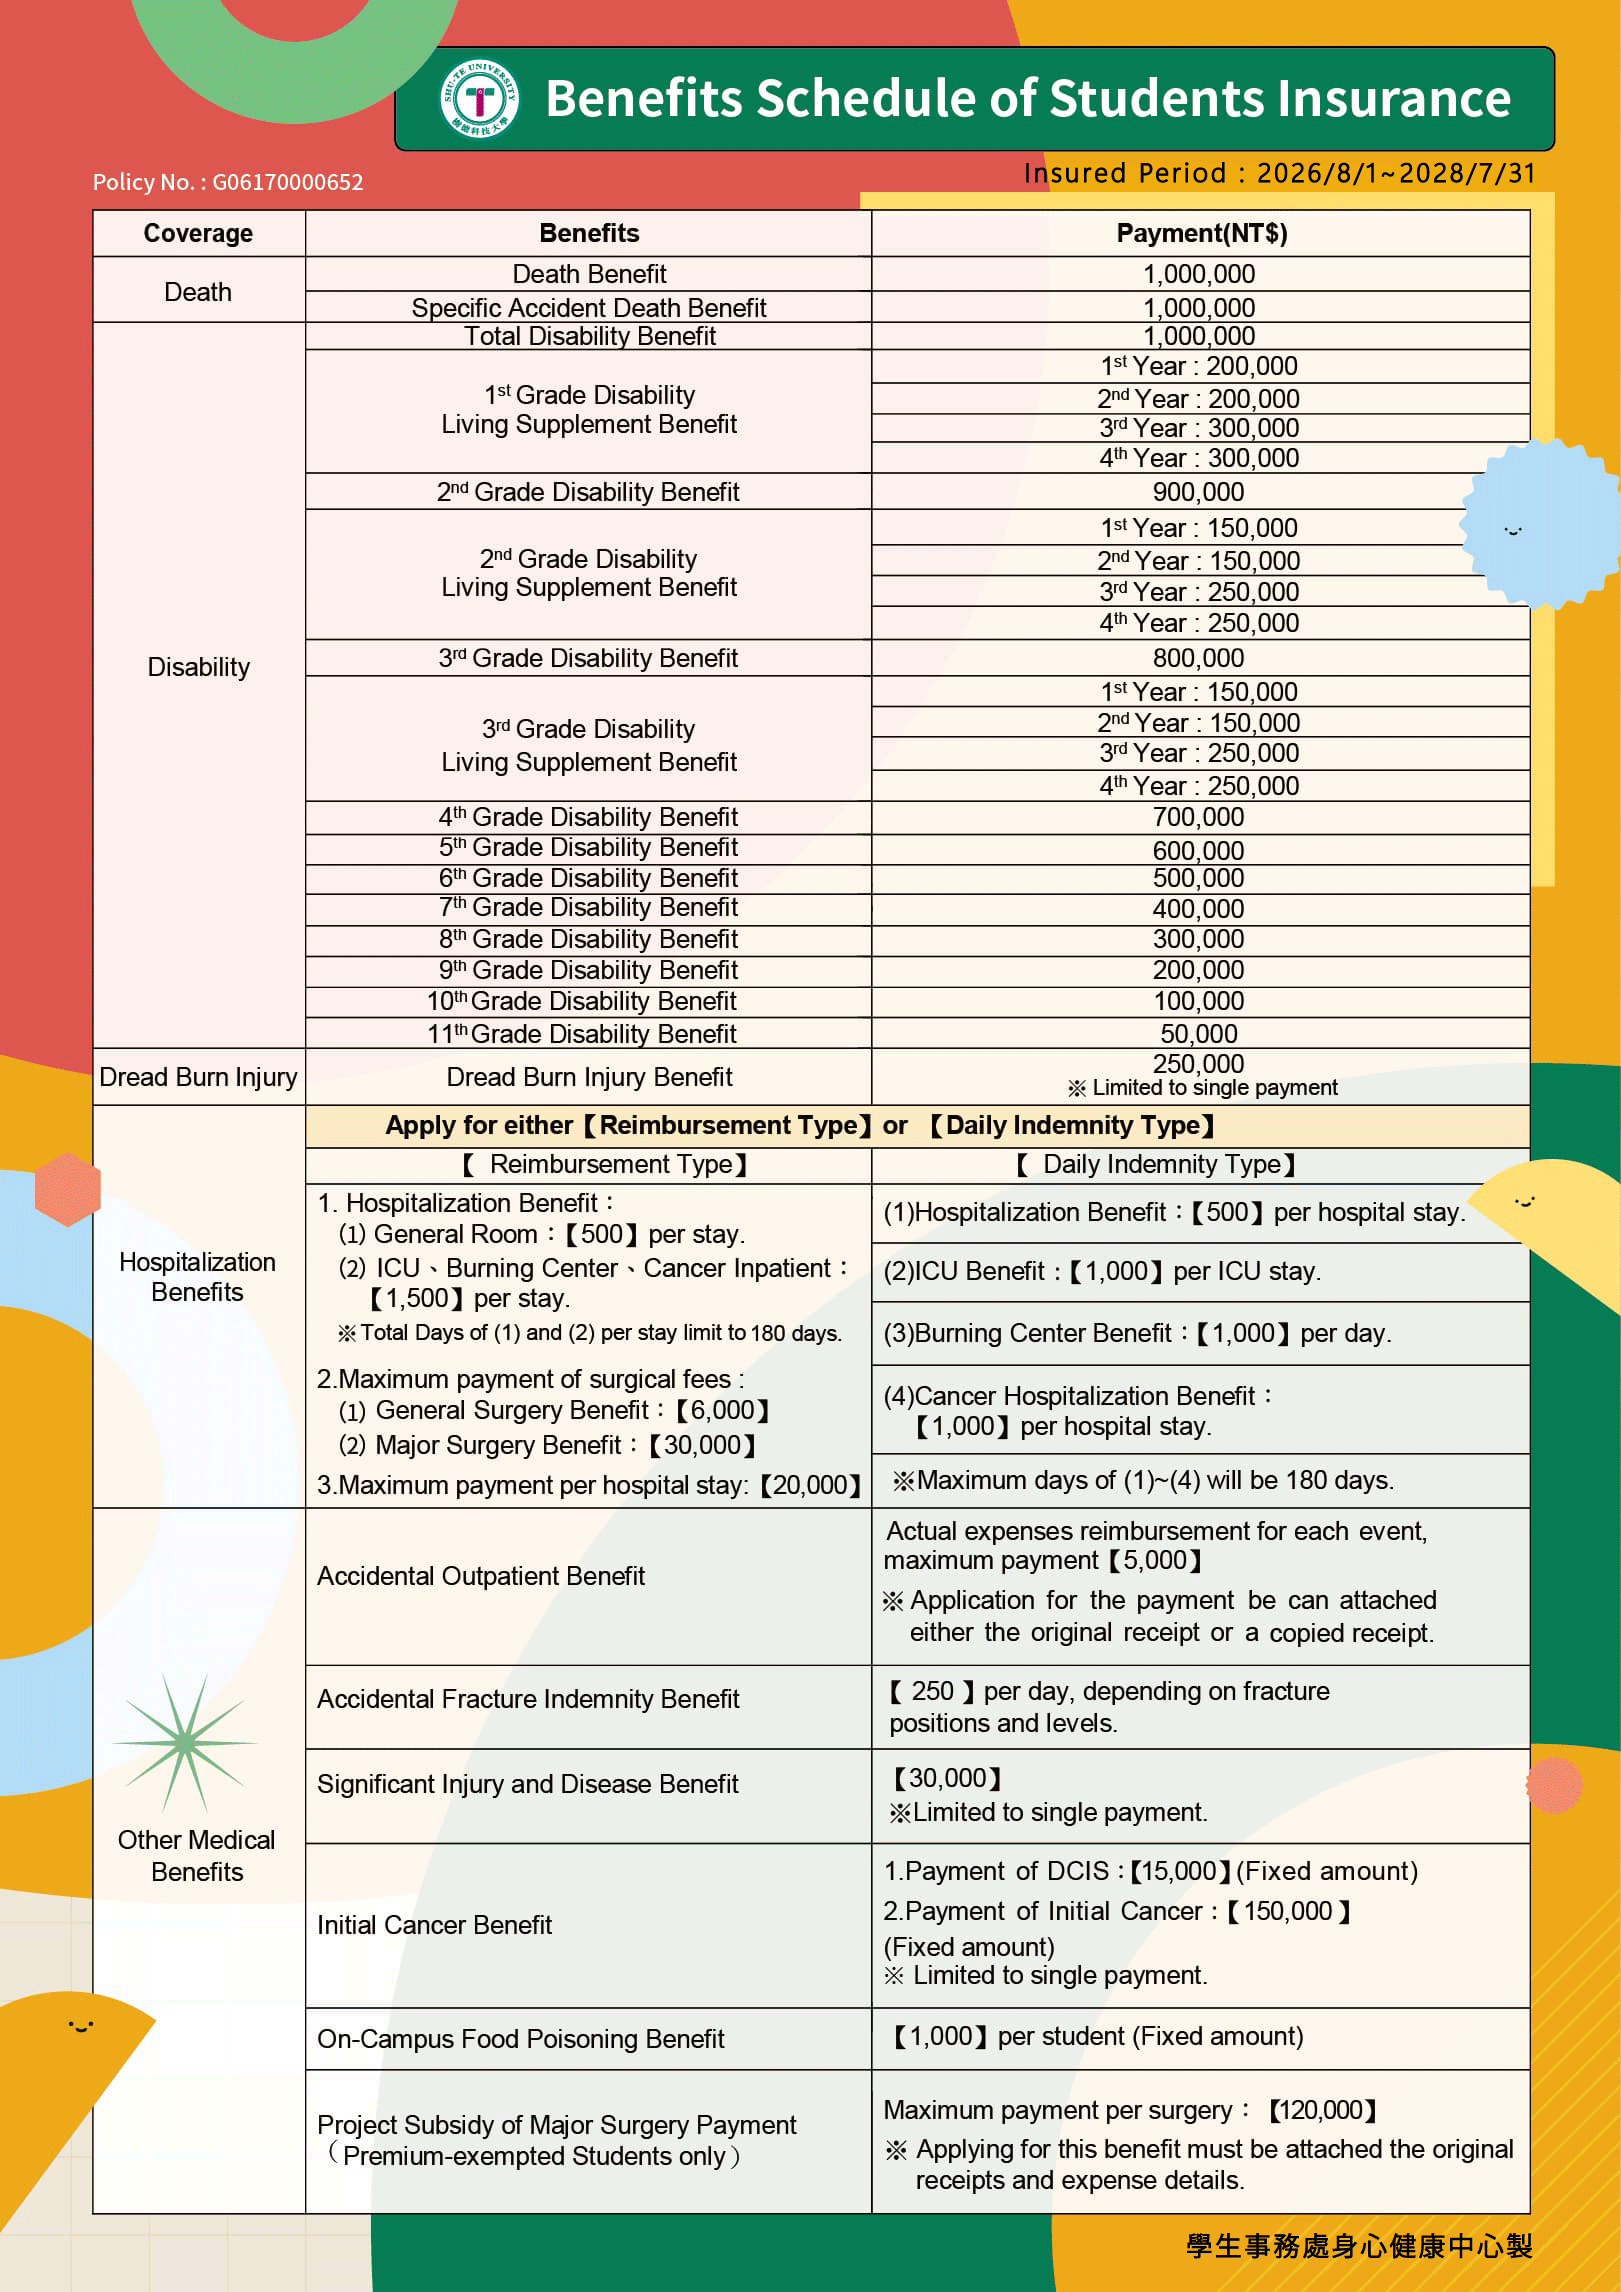 SHU-TE UNIVERSITY
樹德科技大學
Benefits Schedule of Students Insurance
Policy No. : G06170000652
Insured Period : 2026/8/1~2028/7/31
Coverage Benefits Payment(NT$)
Death
Death Benefit 1,000,000
Specific Accident Death Benefit 1,000,000
Disability
Total Disability Benefit 1,000,000
1st Grade Disability
Living Supplement Benefit
1st Year : 200,000
2nd Year : 200,000
3rd Year : 300,000
4th Year : 300,000
2nd Grade Disability Benefit 900,000
2nd Grade Disability
Living Supplement Benefit
1st Year : 150,000
2nd Year : 150,000
3rd Year : 250,000
4th Year : 250,000
3rd Grade Disability Benefit 800,000
3rd Grade Disability
Living Supplement Benefit
1st Year : 150,000
2nd Year : 150,000
3rd Year : 250,000
4th Year : 250,000
4th Grade Disability Benefit 700,000
5th Grade Disability Benefit 600,000
6th Grade Disability Benefit 500,000
7th Grade Disability Benefit 400,000
8th Grade Disability Benefit 300,000
9th Grade Disability Benefit 200,000
10th Grade Disability Benefit 100,000
11th Grade Disability Benefit 50,000
Dread Burn Injury
Dread Burn Injury Benefit
250,000
※ Limited to single payment
Hospitalization
Benefits
Apply for either【Reimbursement Type】or 【Daily Indemnity Type】
【 Reimbursement Type】
1. Hospitalization Benefit：
(1) General Room：【500】per stay.
(2) ICU、Burning Center、Cancer Inpatient：
【1,500】per stay.
※Total Days of (1) and (2) per stay limit to 180 days.
2.Maximum payment of surgical fees :
(1) General Surgery Benefit：【6,000】
(2) Major Surgery Benefit：【30,000】
3.Maximum payment per hospital stay:【20,000】
【 Daily Indemnity Type】
(1)Hospitalization Benefit：【500】per hospital stay.
(2)ICU Benefit：【1,000】per ICU stay.
(3)Burning Center Benefit：【1,000】per day.
(4)Cancer Hospitalization Benefit：
【1,000】per hospital stay.
※Maximum days of (1)~(4) will be 180 days.
Other Medical
Benefits
Accidental Outpatient Benefit
Actual expenses reimbursement for each event,
maximum payment【5,000】
※ Application for the payment be can attached
either the original receipt or a copied receipt.
Accidental Fracture Indemnity Benefit
【 250 】per day, depending on fracture
positions and levels.
Significant Injury and Disease Benefit
【30,000】
※Limited to single payment.
Initial Cancer Benefit
1.Payment of DCIS：【15,000】(Fixed amount)
2.Payment of Initial Cancer：【150,000 】
(Fixed amount)
※ Limited to single payment.
On-Campus Food Poisoning Benefit
【1,000】per student (Fixed amount)
Project Subsidy of Major Surgery Payment
（Premium-exempted Students only）
Maximum payment per surgery：【120,000】
※ Applying for this benefit must be attached the original
receipts and expense details.
學生事務處身心健康中心製